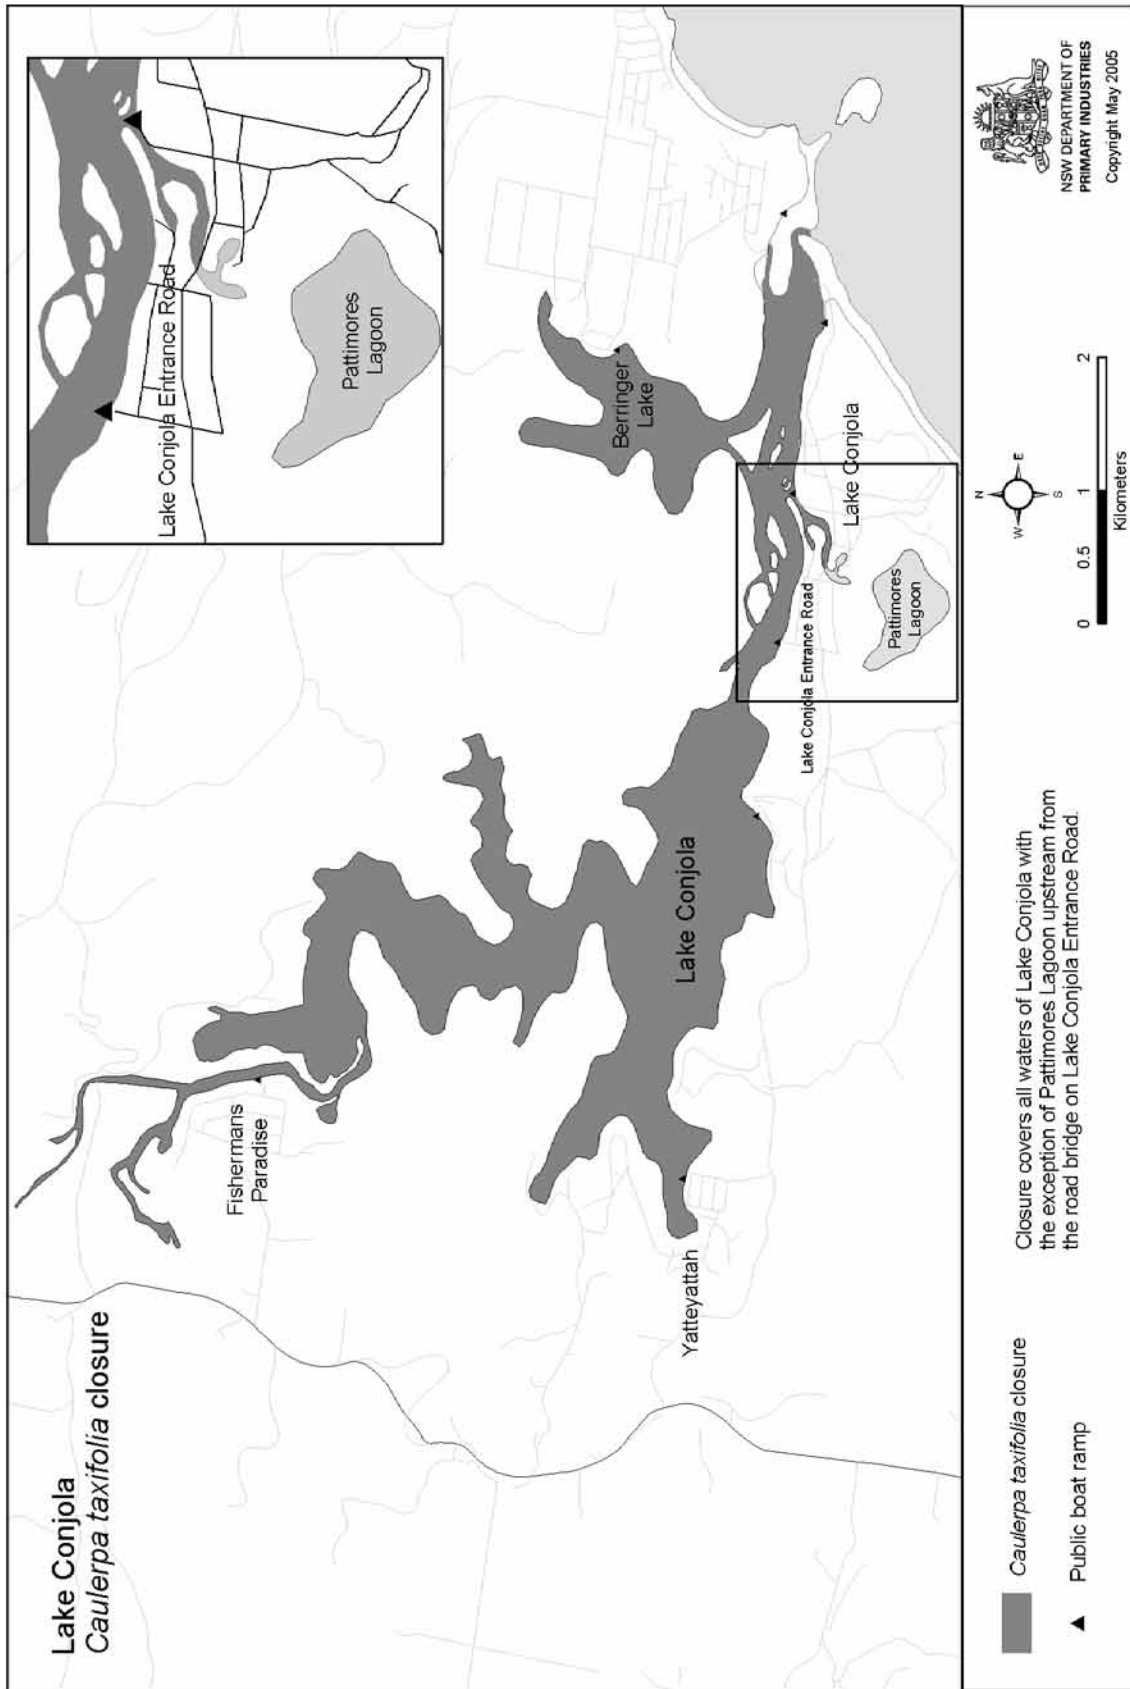 Lake Conjola
Caulerpa taxifolia closure
Fishermans
Paradise
Yatteyattah
Lake Conjola
Berringer
Lake
Lake Conjola Entrance Road
Lake Conjola
Pattimores
Lagoon
Lake Conjola Entrance Road
Pattimores
Lagoon
Caulerpa taxifolia closure
Public boat ramp
Closure covers all waters of Lake Conjola with
the exception of Pattimores Lagoon upstream from
the road bridge on Lake Conjola Entrance Road.
N
W E
S
0 0.5 1 2
Kilometers
NSW DEPARTMENT OF
PRIMARY INDUSTRIES
Copyright May 2005